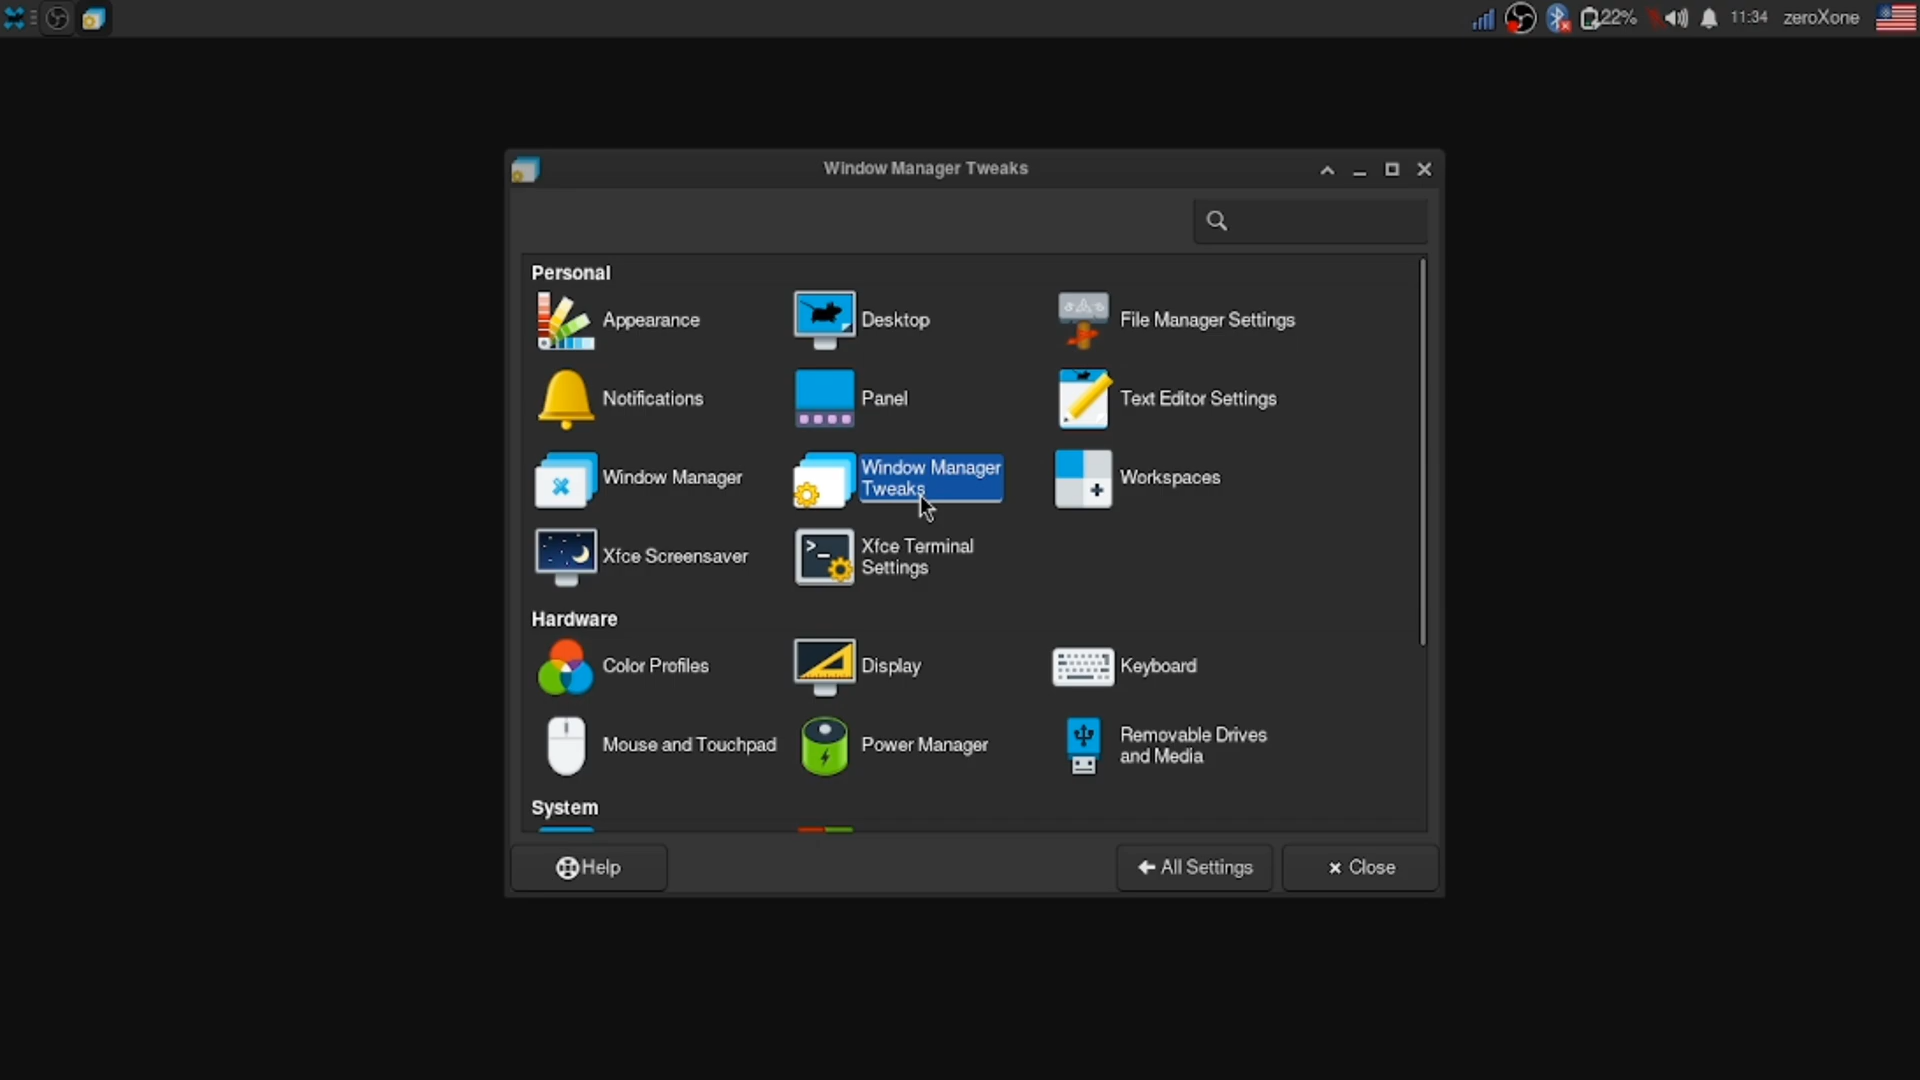 22%
11:34
zeroXone
Window Manager Tweaks
Personal
Appearance
Desktop
File Manager Settings
Notifications
Panel
Text Editor Settings
Window Manager
Window Manager
Tweaks
Workspaces
Xfce Screensaver
Xfce Terminal
Settings
Hardware
Color Profiles
Display
Keyboard
Mouse and Touchpad
Power Manager
Removable Drives
and Media
System
Help
All Settings
Close